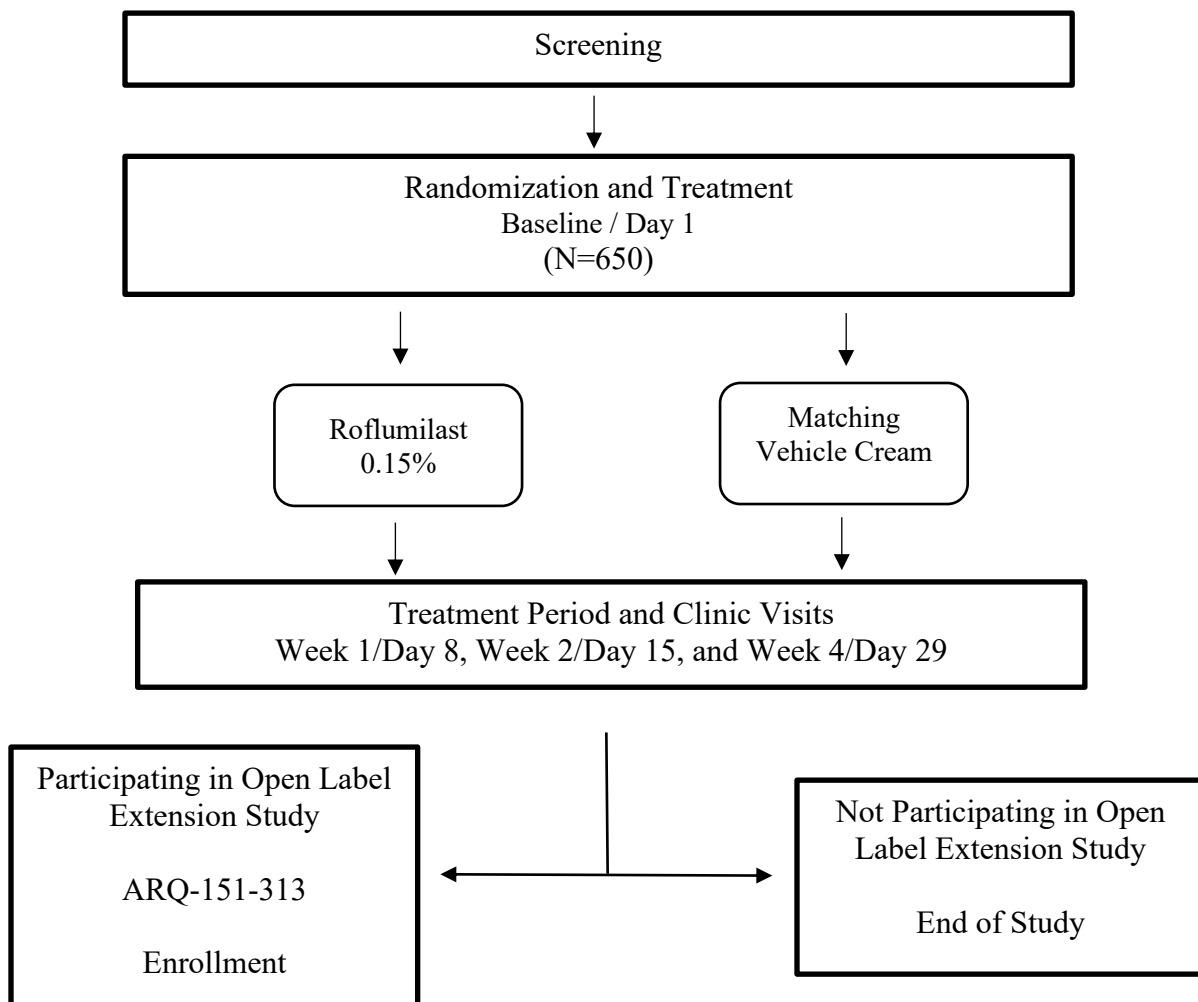 Screening
Randomization and Treatment
Baseline / Day 1
(N=650)
Roflumilast
0.15%
Matching
Vehicle Cream
Treatment Period and Clinic Visits
Week 1/Day 8, Week 2/Day 15, and Week 4/Day 29
Participating in Open Label
Extension Study
ARQ-151-313
Enrollment
Not Participating in Open
Label Extension Study
End of Study